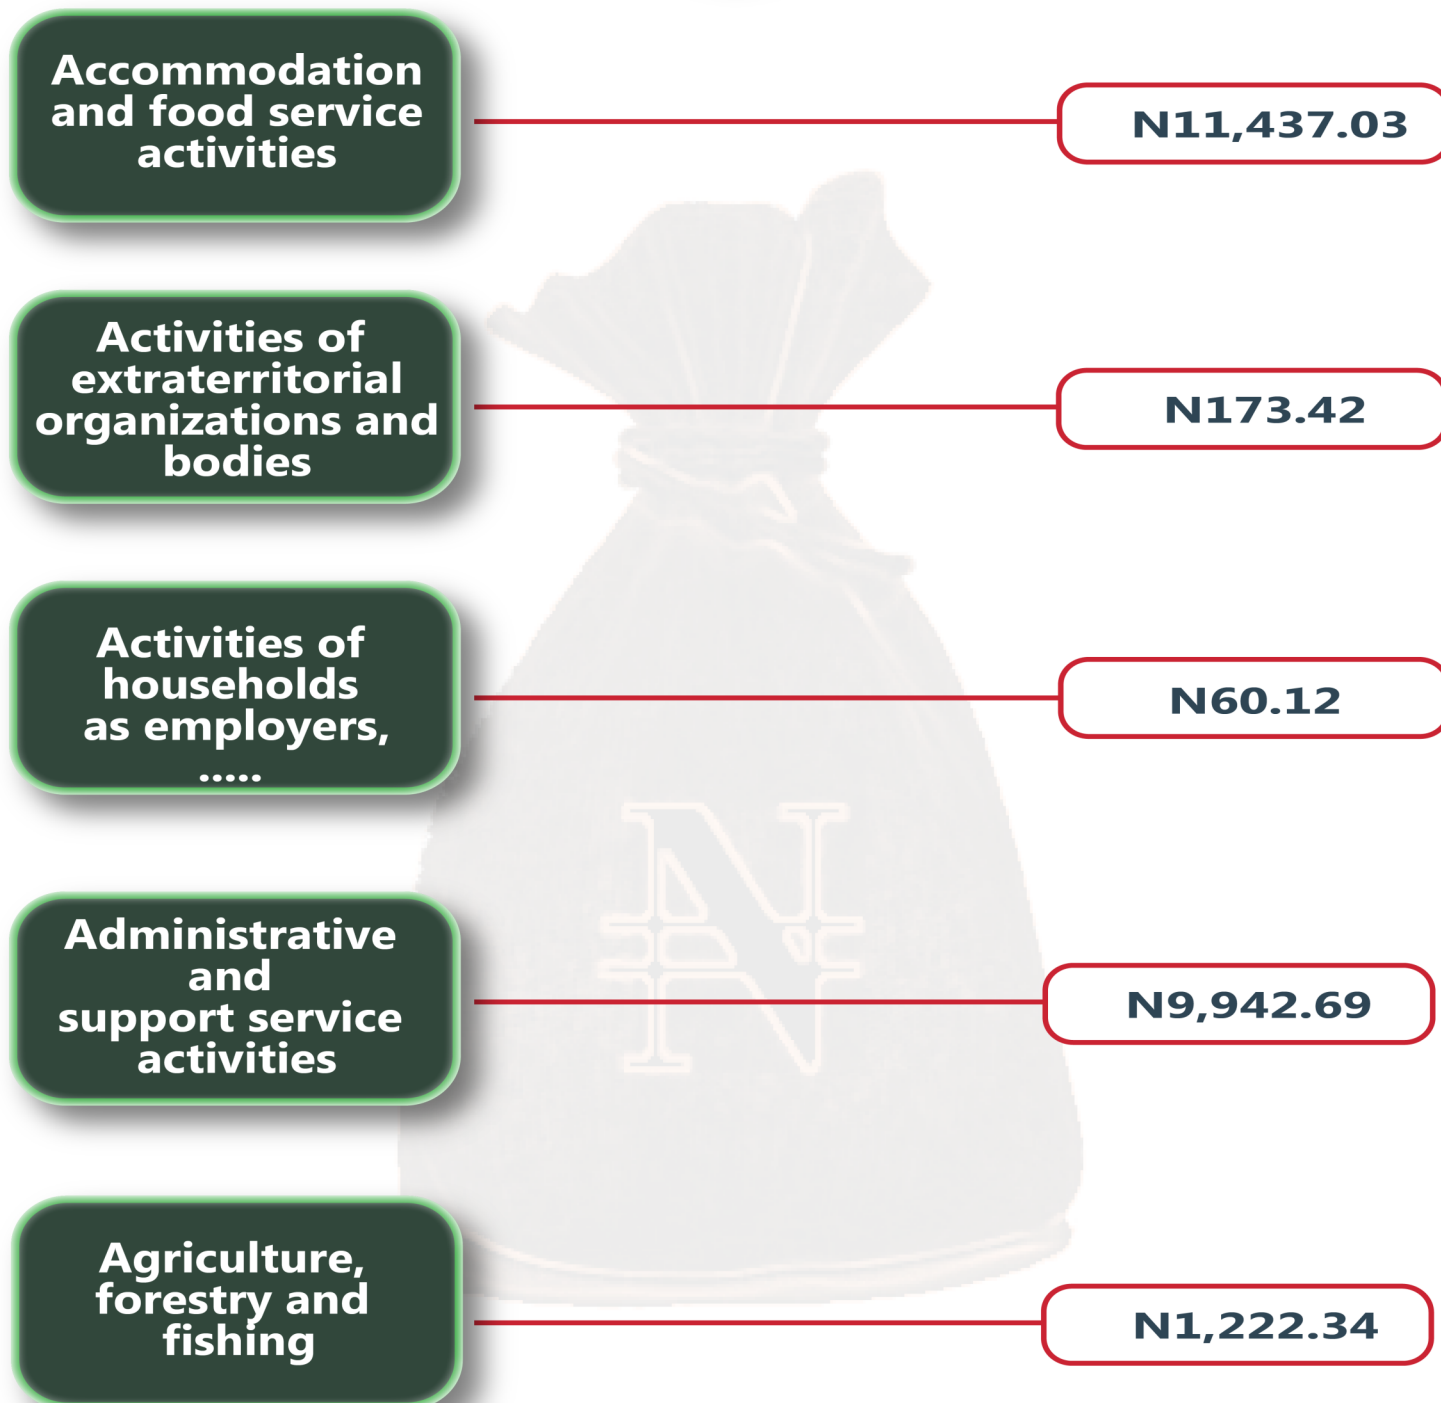 Accommodation
and food service
activities
N11,437.03
Activities of
extraterritorial
organizations and
bodies
N173.42
Activities of
households
as employers,
.....
N60.12
Administrative
and
support service
activities
N9,942.69
Agriculture,
forestry and
fishing
N1,222.34
₦